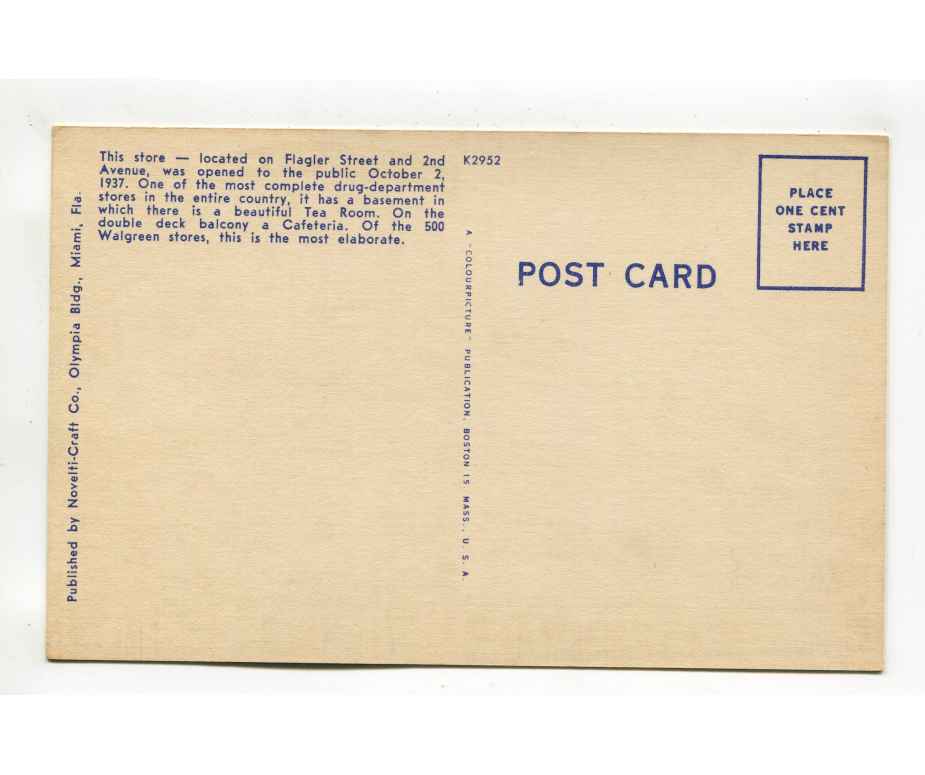 This store — located on Flagler Street and 2nd
Avenue, was opened to the public October 2,
1937. One of the most complete drug-department
stores in the entire country, it has a basement in
which there is a beautiful Tea Room. On the
double deck balcony a Cafeteria. Of the 500
Walgreen stores, this is the most elaborate.
Published by Novelti-Craft Co., Olympia Bldg., Miami, Fla.
K2952
A "COLOURPICTURE" PUBLICATION, BOSTON 15, MASS., U. S. A.
POST CARD
PLACE
ONE CENT
STAMP
HERE